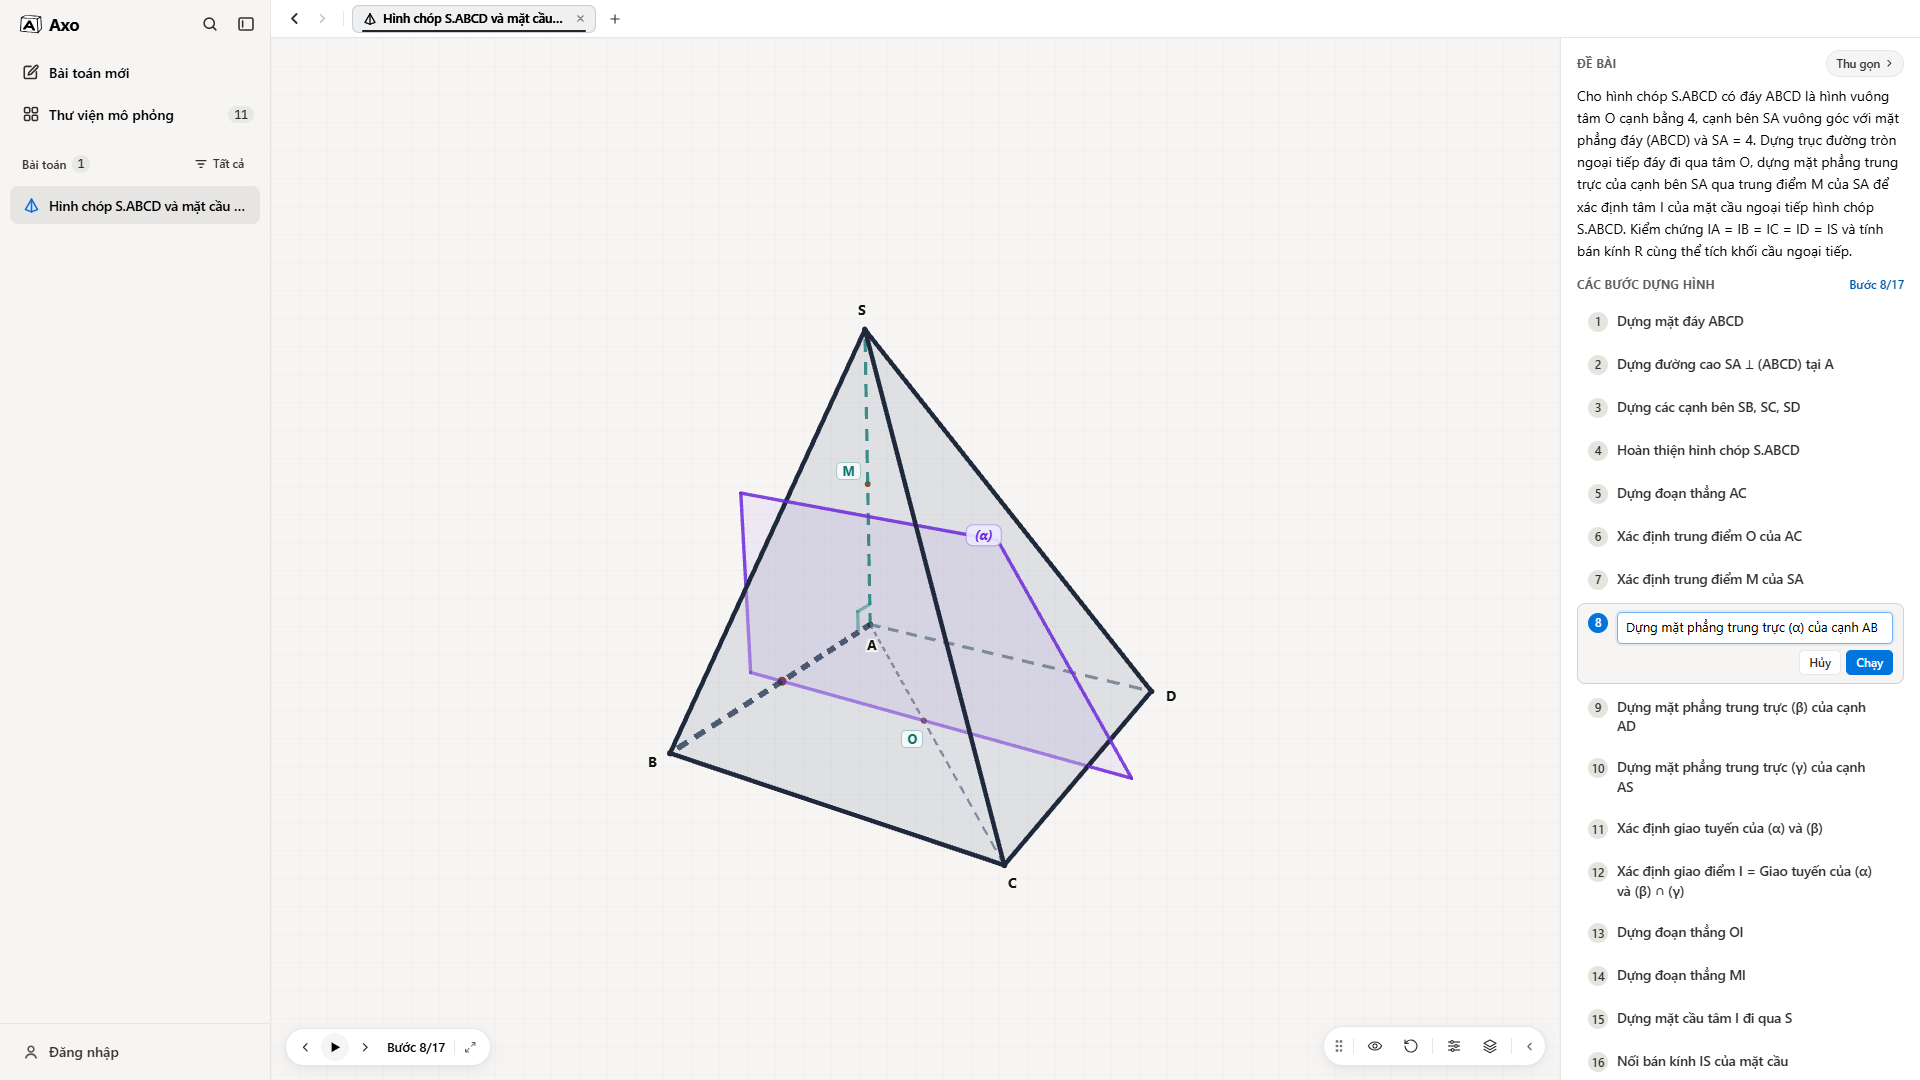 Axo
Bài toán mới
Thư viện mô phỏng 11
Bài toán 1 Tất cả
Hình chóp S.ABCD và mặt cầu ...
Đăng nhập
Hình chóp S.ABCD và mặt cầu...
S
M
(α)
A
D
O
B
C
Bước 8/17
ĐỀ BÀI
Thu gọn
Cho hình chóp S.ABCD có đáy ABCD là hình vuông
tâm O cạnh bằng 4, cạnh bên SA vuông góc với mặt
phẳng đáy (ABCD) và SA = 4. Dựng trục đường tròn
ngoại tiếp đáy đi qua tâm O, dựng mặt phẳng trung
trực của cạnh bên SA qua trung điểm M của SA để
xác định tâm I của mặt cầu ngoại tiếp hình chóp
S.ABCD. Kiểm chứng IA = IB = IC = ID = IS và tính
bán kính R cùng thể tích khối cầu ngoại tiếp.
CÁC BƯỚC DỰNG HÌNH Bước 8/17
1 Dựng mặt đáy ABCD
2 Dựng đường cao SA ⊥ (ABCD) tại A
3 Dựng các cạnh bên SB, SC, SD
4 Hoàn thiện hình chóp S.ABCD
5 Dựng đoạn thẳng AC
6 Xác định trung điểm O của AC
7 Xác định trung điểm M của SA
8 Dựng mặt phẳng trung trực (α) của cạnh AB
Hủy Chạy
9 Dựng mặt phẳng trung trực (β) của cạnh
AD
10 Dựng mặt phẳng trung trực (γ) của cạnh
AS
11 Xác định giao tuyến của (α) và (β)
12 Xác định giao điểm I = Giao tuyến của (α)
và (β) ∩ (γ)
13 Dựng đoạn thẳng OI
14 Dựng đoạn thẳng MI
15 Dựng mặt cầu tâm I đi qua S
16 Nối bán kính IS của mặt cầu